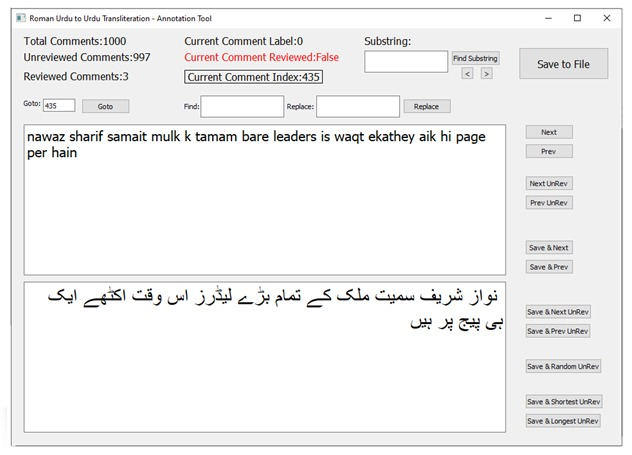 Roman Urdu to Urdu Transliteration - Annotation Tool
Total Comments:1000
Current Comment Label:0
Substring:
Unreviewed Comments:997
Current Comment Reviewed:False
Find Substring
Save to File
Reviewed Comments:3
Current Comment Index:435
<
>
Goto:
435
Goto
Find:
Replace:
Replace
nawaz sharif samait mulk k tamam bare leaders is waqt ekathey aik hi page
per hain
Next
Prev
Next UnRev
Prev UnRev
Save & Next
Save & Prev
نواز شریف سمیت ملک کے تمام بڑے لیڈرز اس وقت اکٹھے ایک
ہی پیج پر ہیں
Save & Next UnRev
Save & Prev UnRev
Save & Random UnRev
Save & Shortest UnRev
Save & Longest UnRev